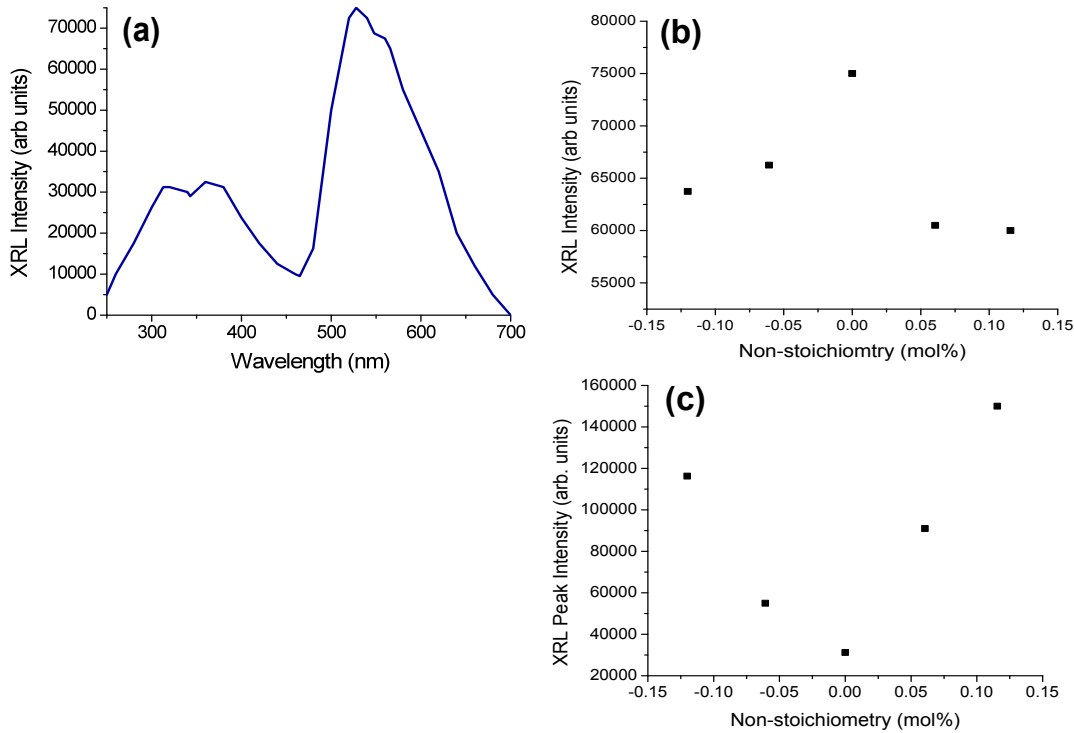 (a)
XRL Intensity (arb units)
70000
60000
50000
40000
30000
20000
10000
0
300 400 500 600 700
Wavelength (nm)
(b)
XRL Intensity (arb units)
80000
75000
70000
65000
60000
55000
-0.15 -0.10 -0.05 0.00 0.05 0.10 0.15
Non-stoichiomtry (mol%)
(c)
XRL Peak Intensity (arb. units)
160000
140000
120000
100000
80000
60000
40000
20000
-0.15 -0.10 -0.05 0.00 0.05 0.10 0.15
Non-stoichiometry (mol%)